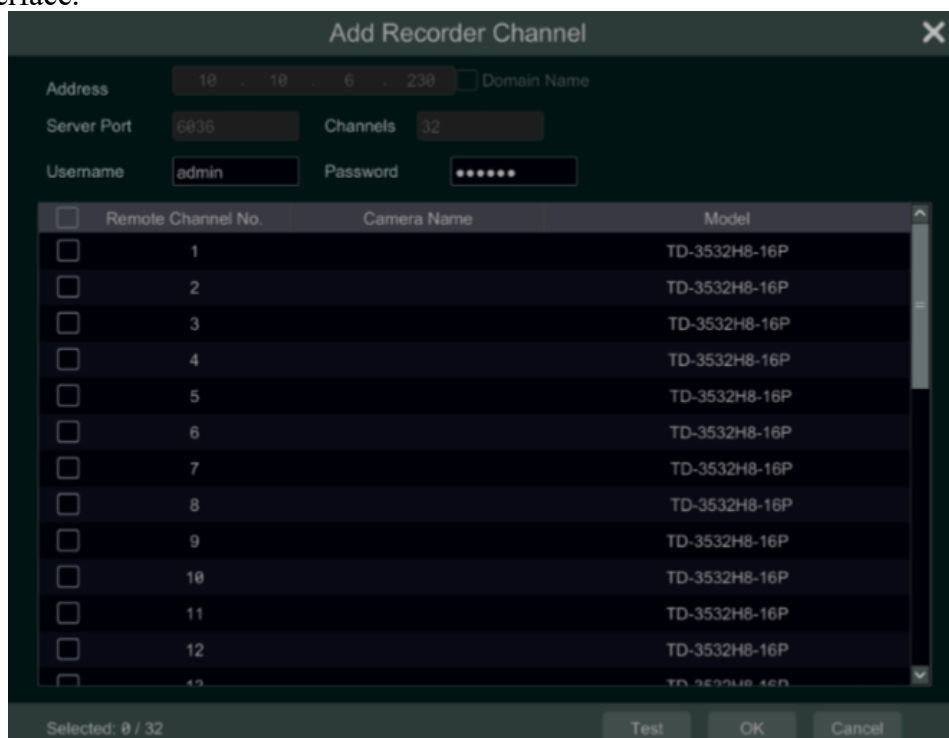 erface.
Add Recorder Channel
Address 10 . 10 . 6 . 230 Domain Name
Server Port 6036 Channels 32
Username admin Password ●●●●●●
Remote Channel No. Camera Name Model
1 TD-3532H8-16P
2 TD-3532H8-16P
3 TD-3532H8-16P
4 TD-3532H8-16P
5 TD-3532H8-16P
6 TD-3532H8-16P
7 TD-3532H8-16P
8 TD-3532H8-16P
9 TD-3532H8-16P
10 TD-3532H8-16P
11 TD-3532H8-16P
12 TD-3532H8-16P
Selected: 0 / 32 Test OK Cancel